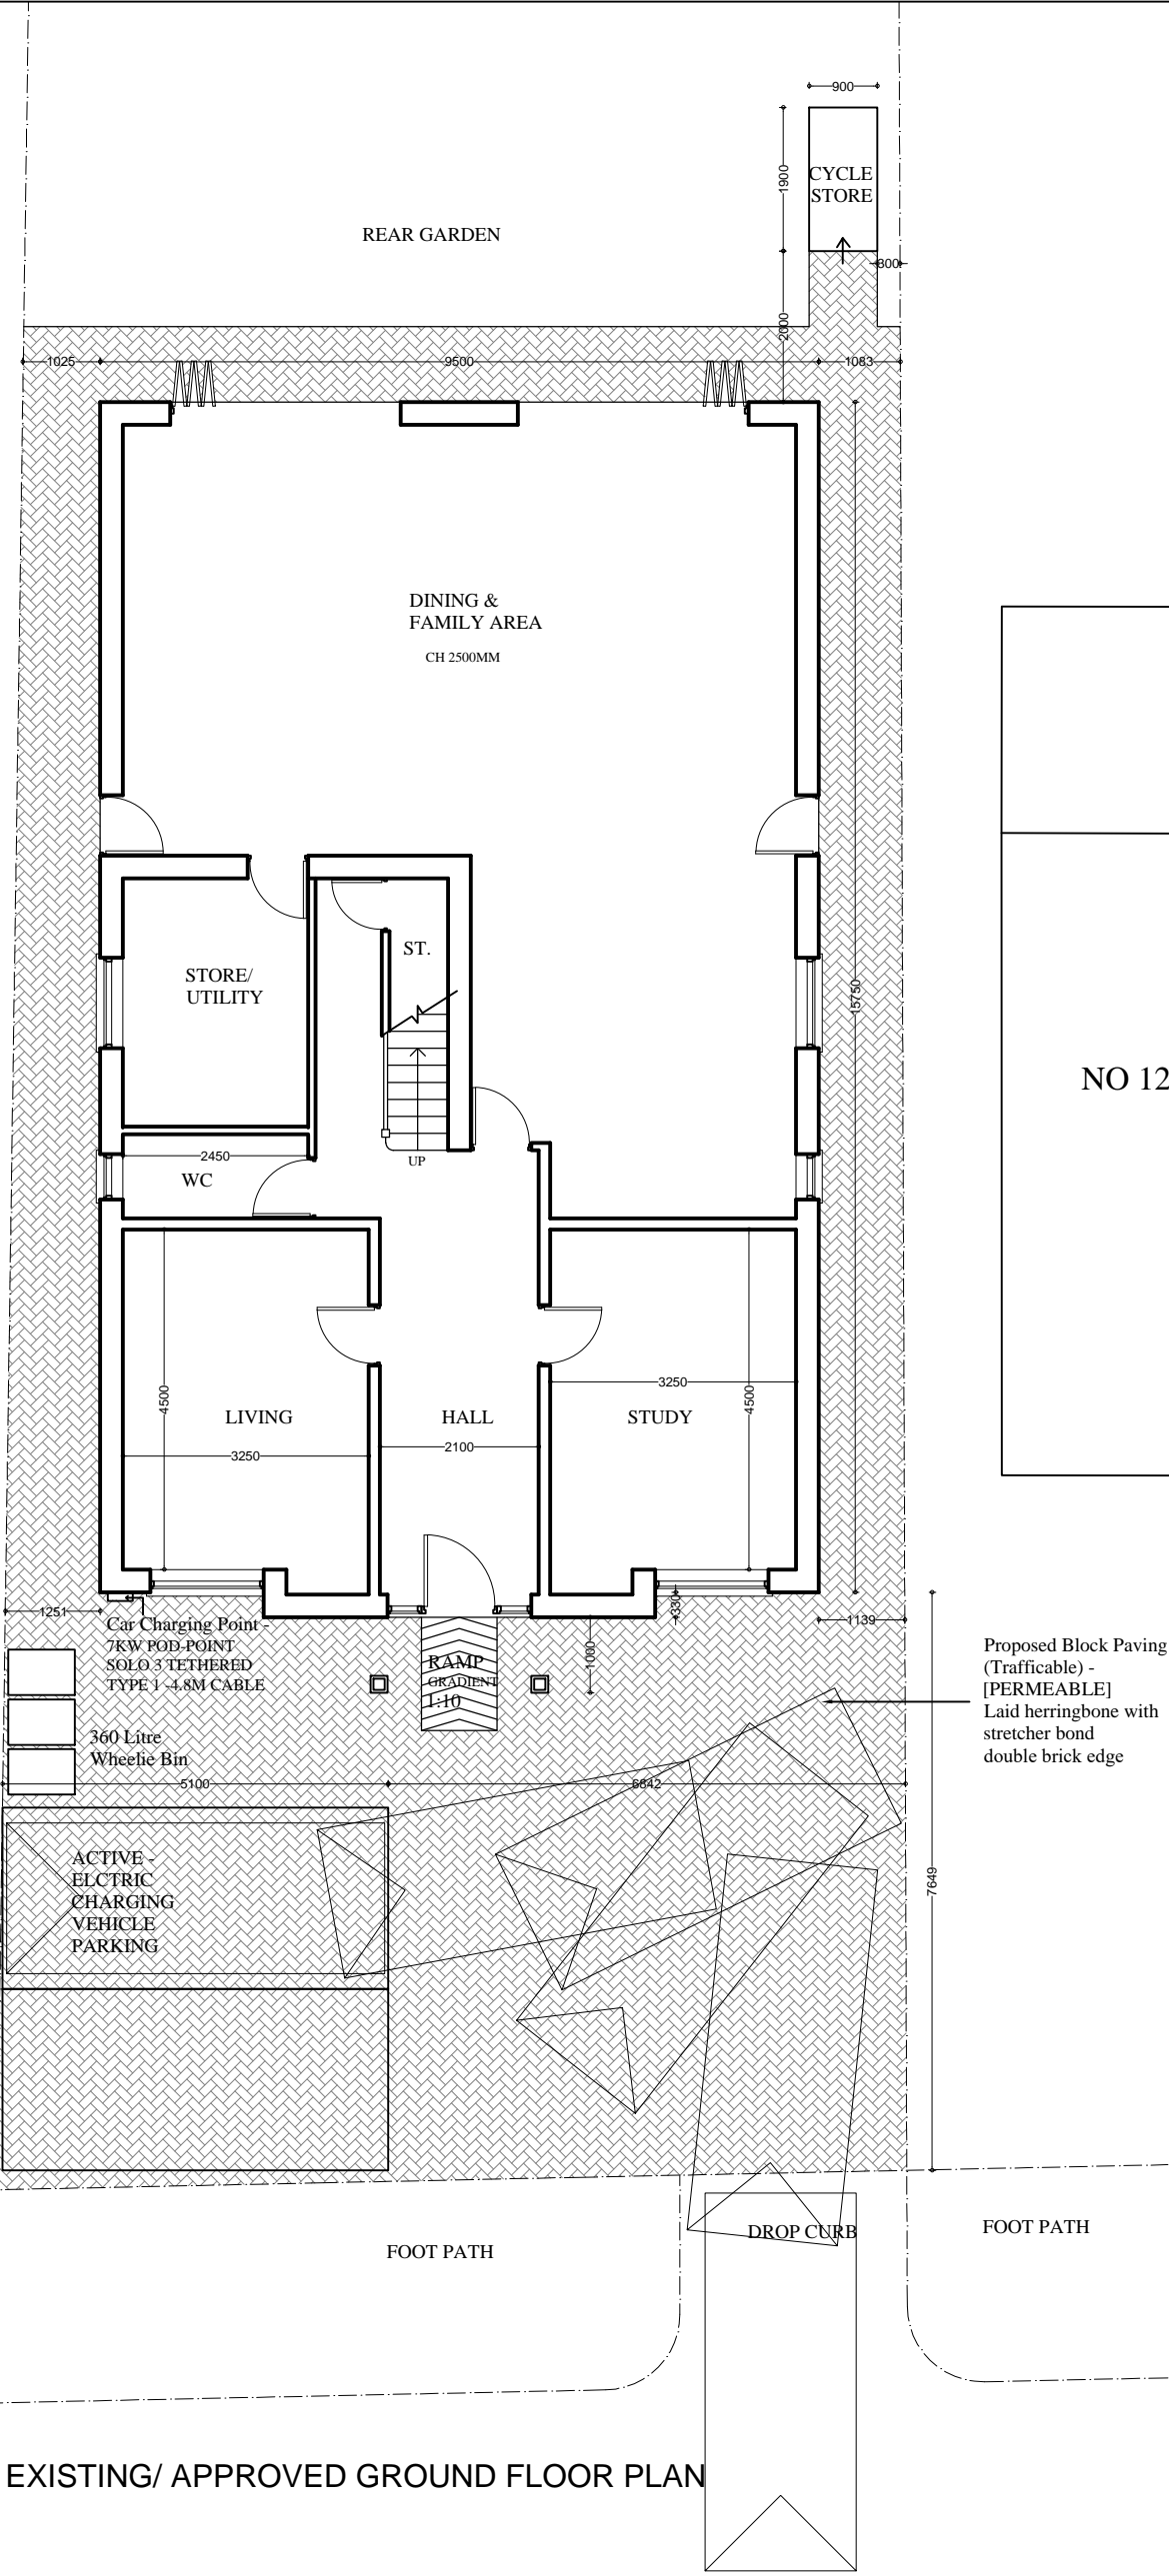 900
1900
CYCLE
STORE
REAR GARDEN
300
2000
1025
9500
1083
DINING &
FAMILY AREA
CH 2500MM
ST.
STORE/
UTILITY
15750
NO 12
2450
WC
UP
4500
3250
4500
LIVING
HALL
STUDY
2100
3250
330
1251
1139
Car Charging Point -
7KW POD-POINT
SOLO 3 TETHERED
TYPE 1 -4.8M CABLE
1000
RAMP
GRADIENT
1:10
Proposed Block Paving
(Trafficable) -
[PERMEABLE]
Laid herringbone with
stretcher bond
double brick edge
360 Litre
Wheelie Bin
5100
6842
ACTIVE -
ELCTRIC
CHARGING
VEHICLE
PARKING
7649
DROP CURB
FOOT PATH
FOOT PATH
EXISTING/ APPROVED GROUND FLOOR PLAN